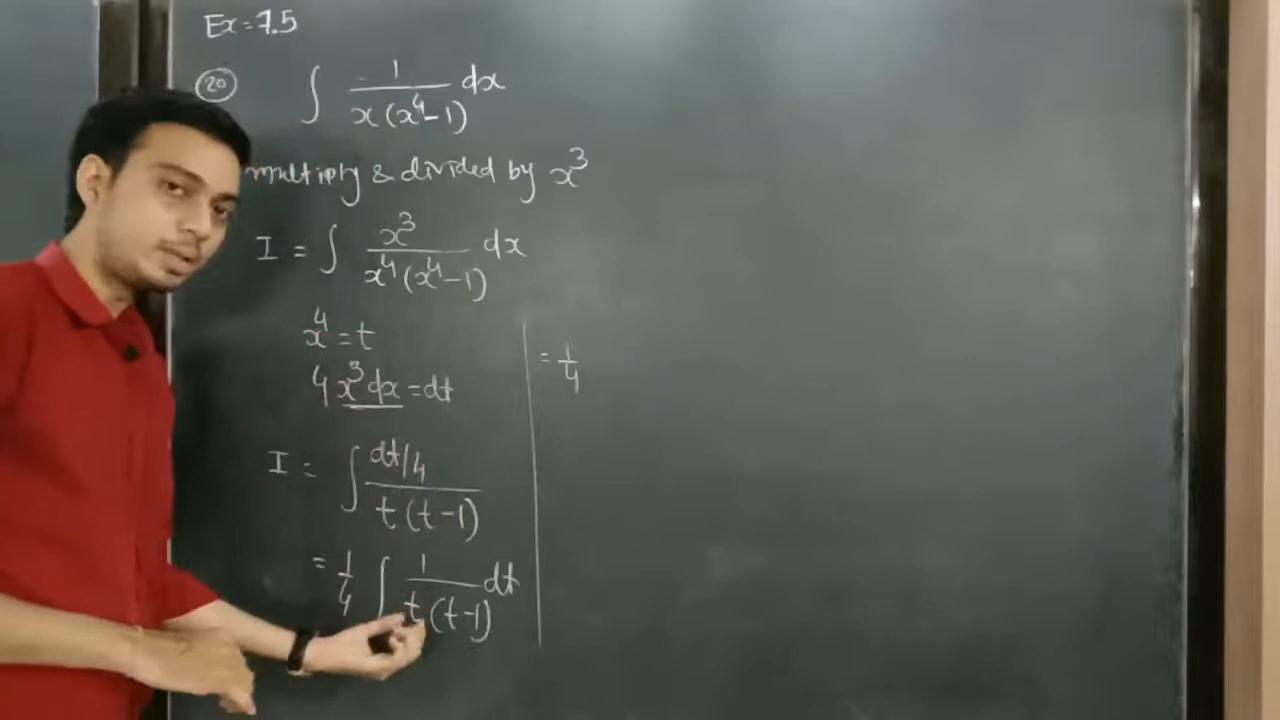 Ex=7.5
20 ∫ 1/(x(x⁴-1)) dx
multiply & divided by x³
I = ∫ x³/(x⁴(x⁴-1)) dx
x⁴ = t
4x³dx = dt
I = ∫ (dt/4)/(t(t-1))
= 1/4 ∫ 1/(t(t-1)) dt
= 1/4